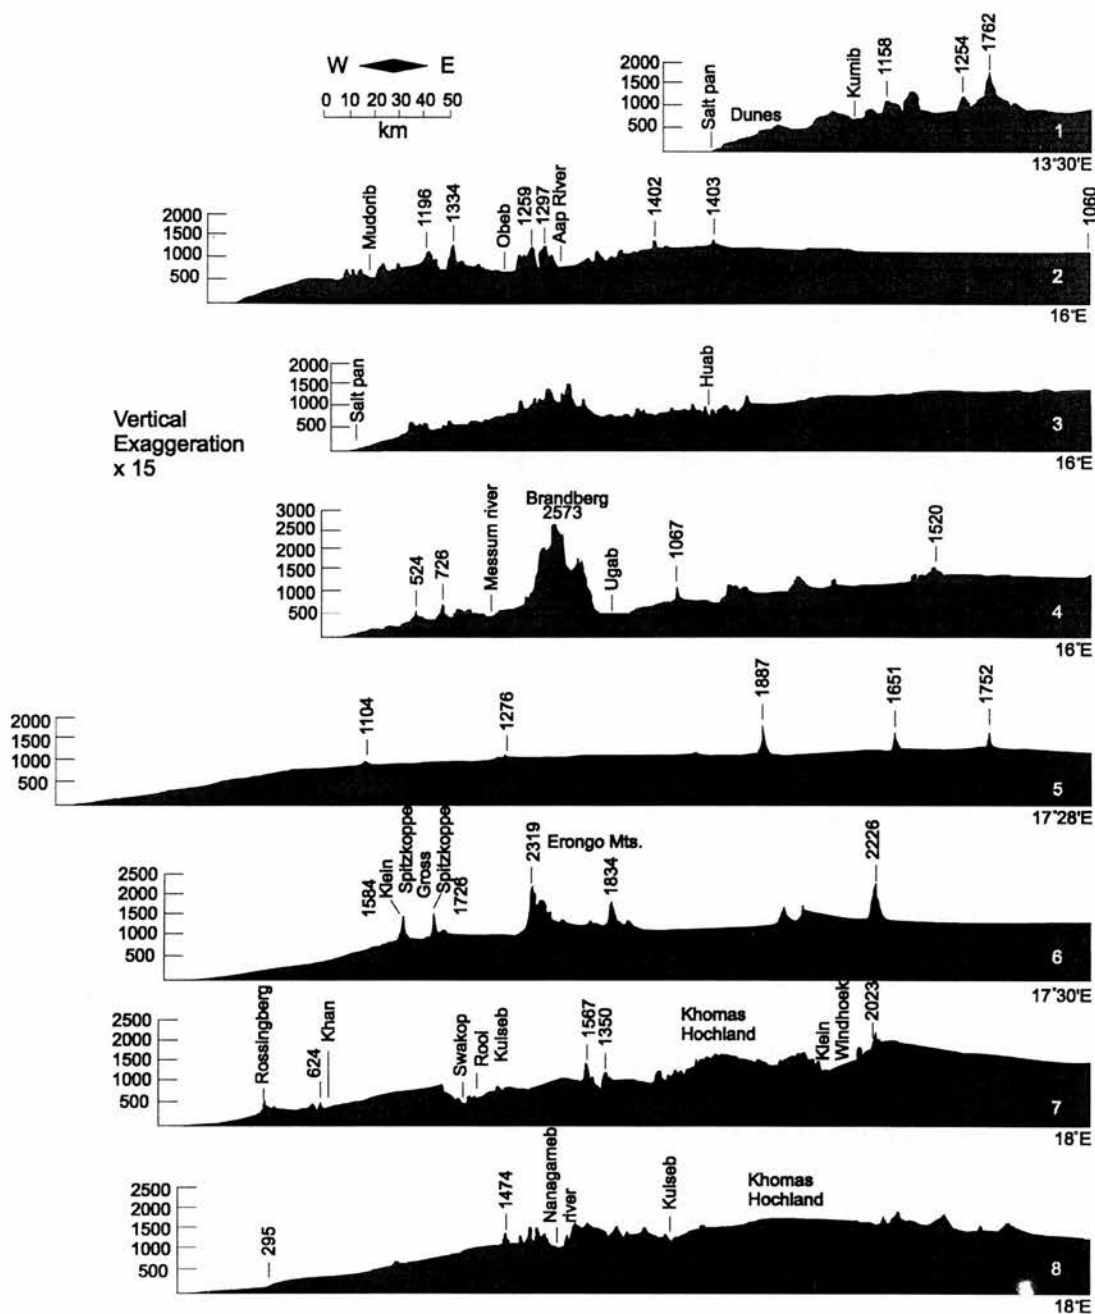 W E
0 10 20 30 40 50
km
Vertical
Exaggeration
x 15
2000
1500
1000
500
Salt pan
Dunes
Kumib
1158
1254
1762
1
13°30'E
2000
1500
1000
500
Mudorib
1196
1334
Obeb
1259
1297
Aap River
1402
1403
1060
2
16°E
2000
1500
1000
500
Salt pan
Huab
3
16°E
3000
2500
2000
1500
1000
500
524
726
Messum river
Brandberg
2573
Ugab
1067
1520
4
16°E
2000
1500
1000
500
1104
1276
1887
1651
1752
5
17°28'E
2500
2000
1500
1000
500
1584
Klein
Spitzkoppe
Gross
Spitzkoppe
1728
2319
Erongo Mts.
1834
2226
6
17°30'E
2500
2000
1500
1000
500
Rossingberg
624
Khan
Swakop
Rooi
Kuiseb
1567
1350
Khomas
Hochland
Klein
Windhoek
2023
7
18°E
2500
2000
1500
1000
500
295
1474
Nanagameb
river
Kuiseb
Khomas
Hochland
8
18°E